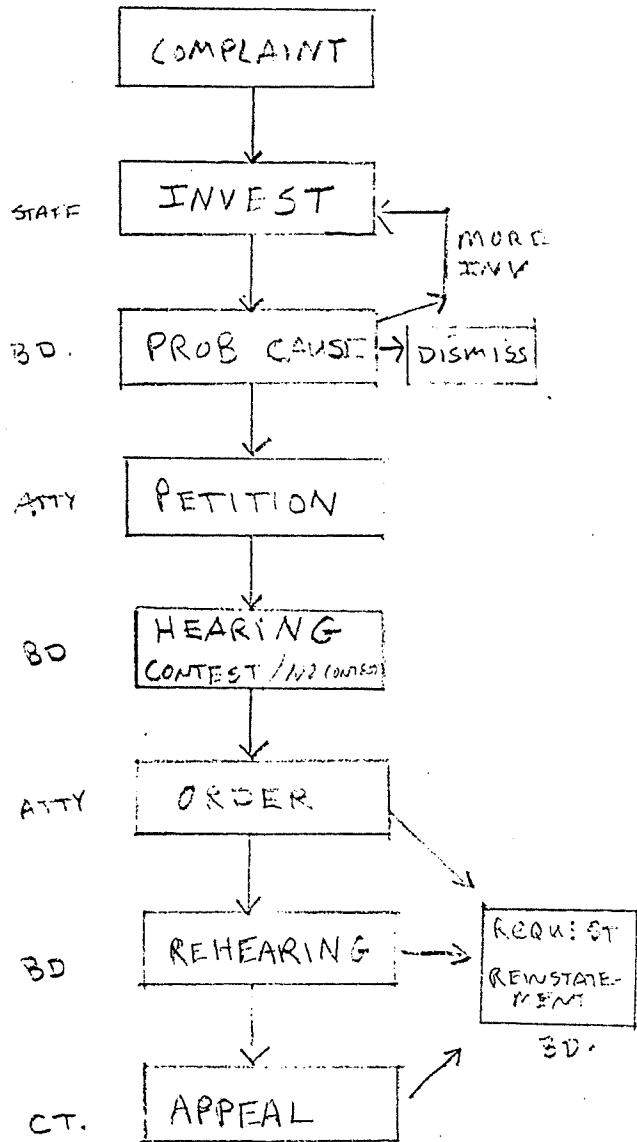 COMPLAINT
STAFF INVEST
MORE
INV
BD. PROB CAUSE DISMISS
ATTY PETITION
BD HEARING
CONTEST / NO CONTEST
ATTY ORDER
BD REHEARING
REQUEST
REINSTATE-
MENT
BD.
CT. APPEAL